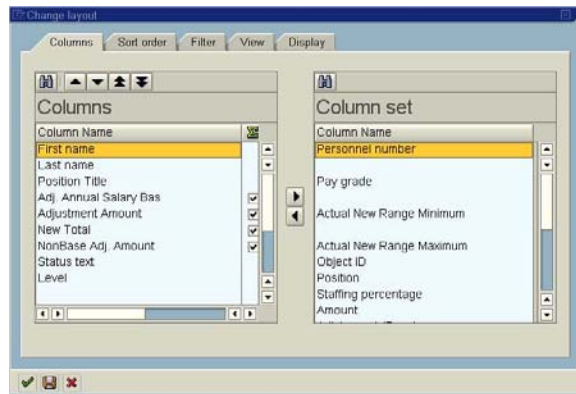 Change layout
Columns Sort order Filter View Display
Columns
Column Name
First name
Last name
Position Title
Adj. Annual Salary Bas
Adjustment Amount
New Total
NonBase Adj. Amount
Status text
Level
Column set
Column Name
Personnel number
Pay grade
Actual New Range Minimum
Actual New Range Maximum
Object ID
Position
Staffing percentage
Amount